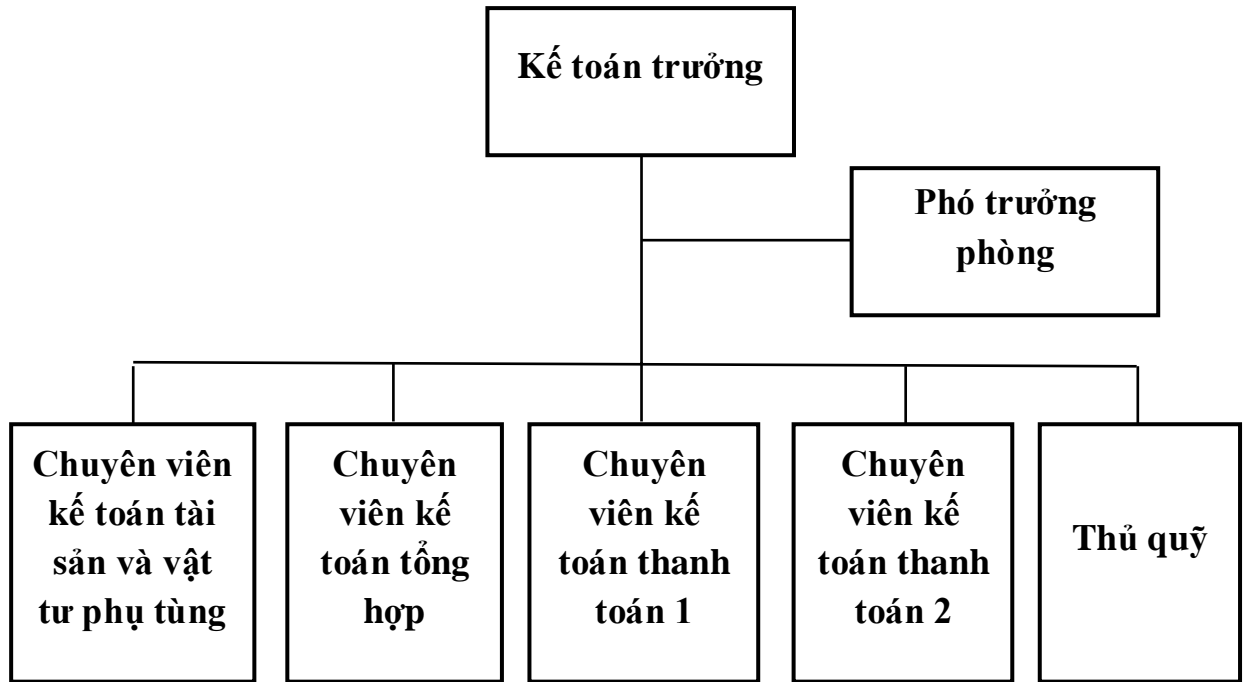 Kế toán trưởng
Phó trưởng
phòng
Chuyên viên
kế toán tài
sản và vật
tư phụ tùng
Chuyên
viên kế
toán tổng
hợp
Chuyên
viên kế
toán thanh
toán 1
Chuyên
viên kế
toán thanh
toán 2
Thủ quỹ